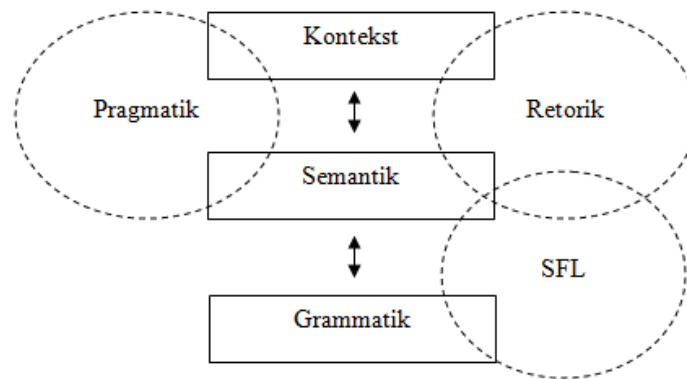 Kontekst
Pragmatik
Retorik
Semantik
SFL
Grammatik